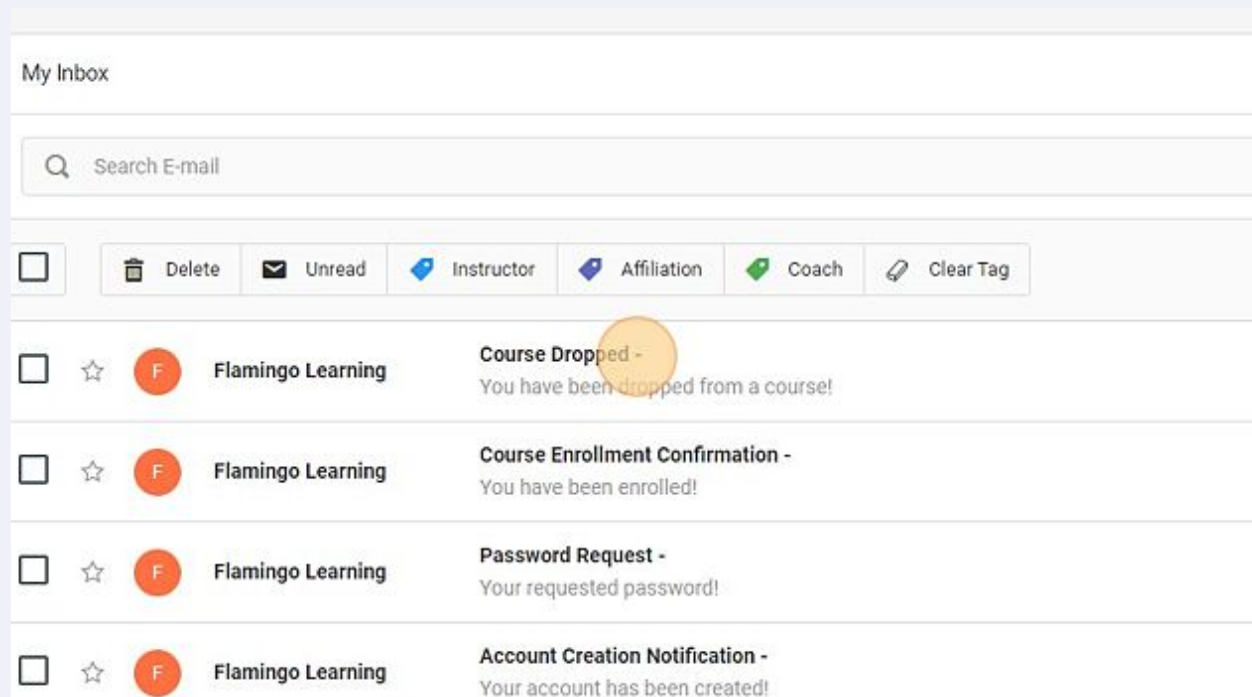 My Inbox
Search E-mail
Delete Unread Instructor Affiliation Coach Clear Tag
F Flamingo Learning Course Dropped -
You have been dropped from a course!
F Flamingo Learning Course Enrollment Confirmation -
You have been enrolled!
F Flamingo Learning Password Request -
Your requested password!
F Flamingo Learning Account Creation Notification -
Your account has been created!